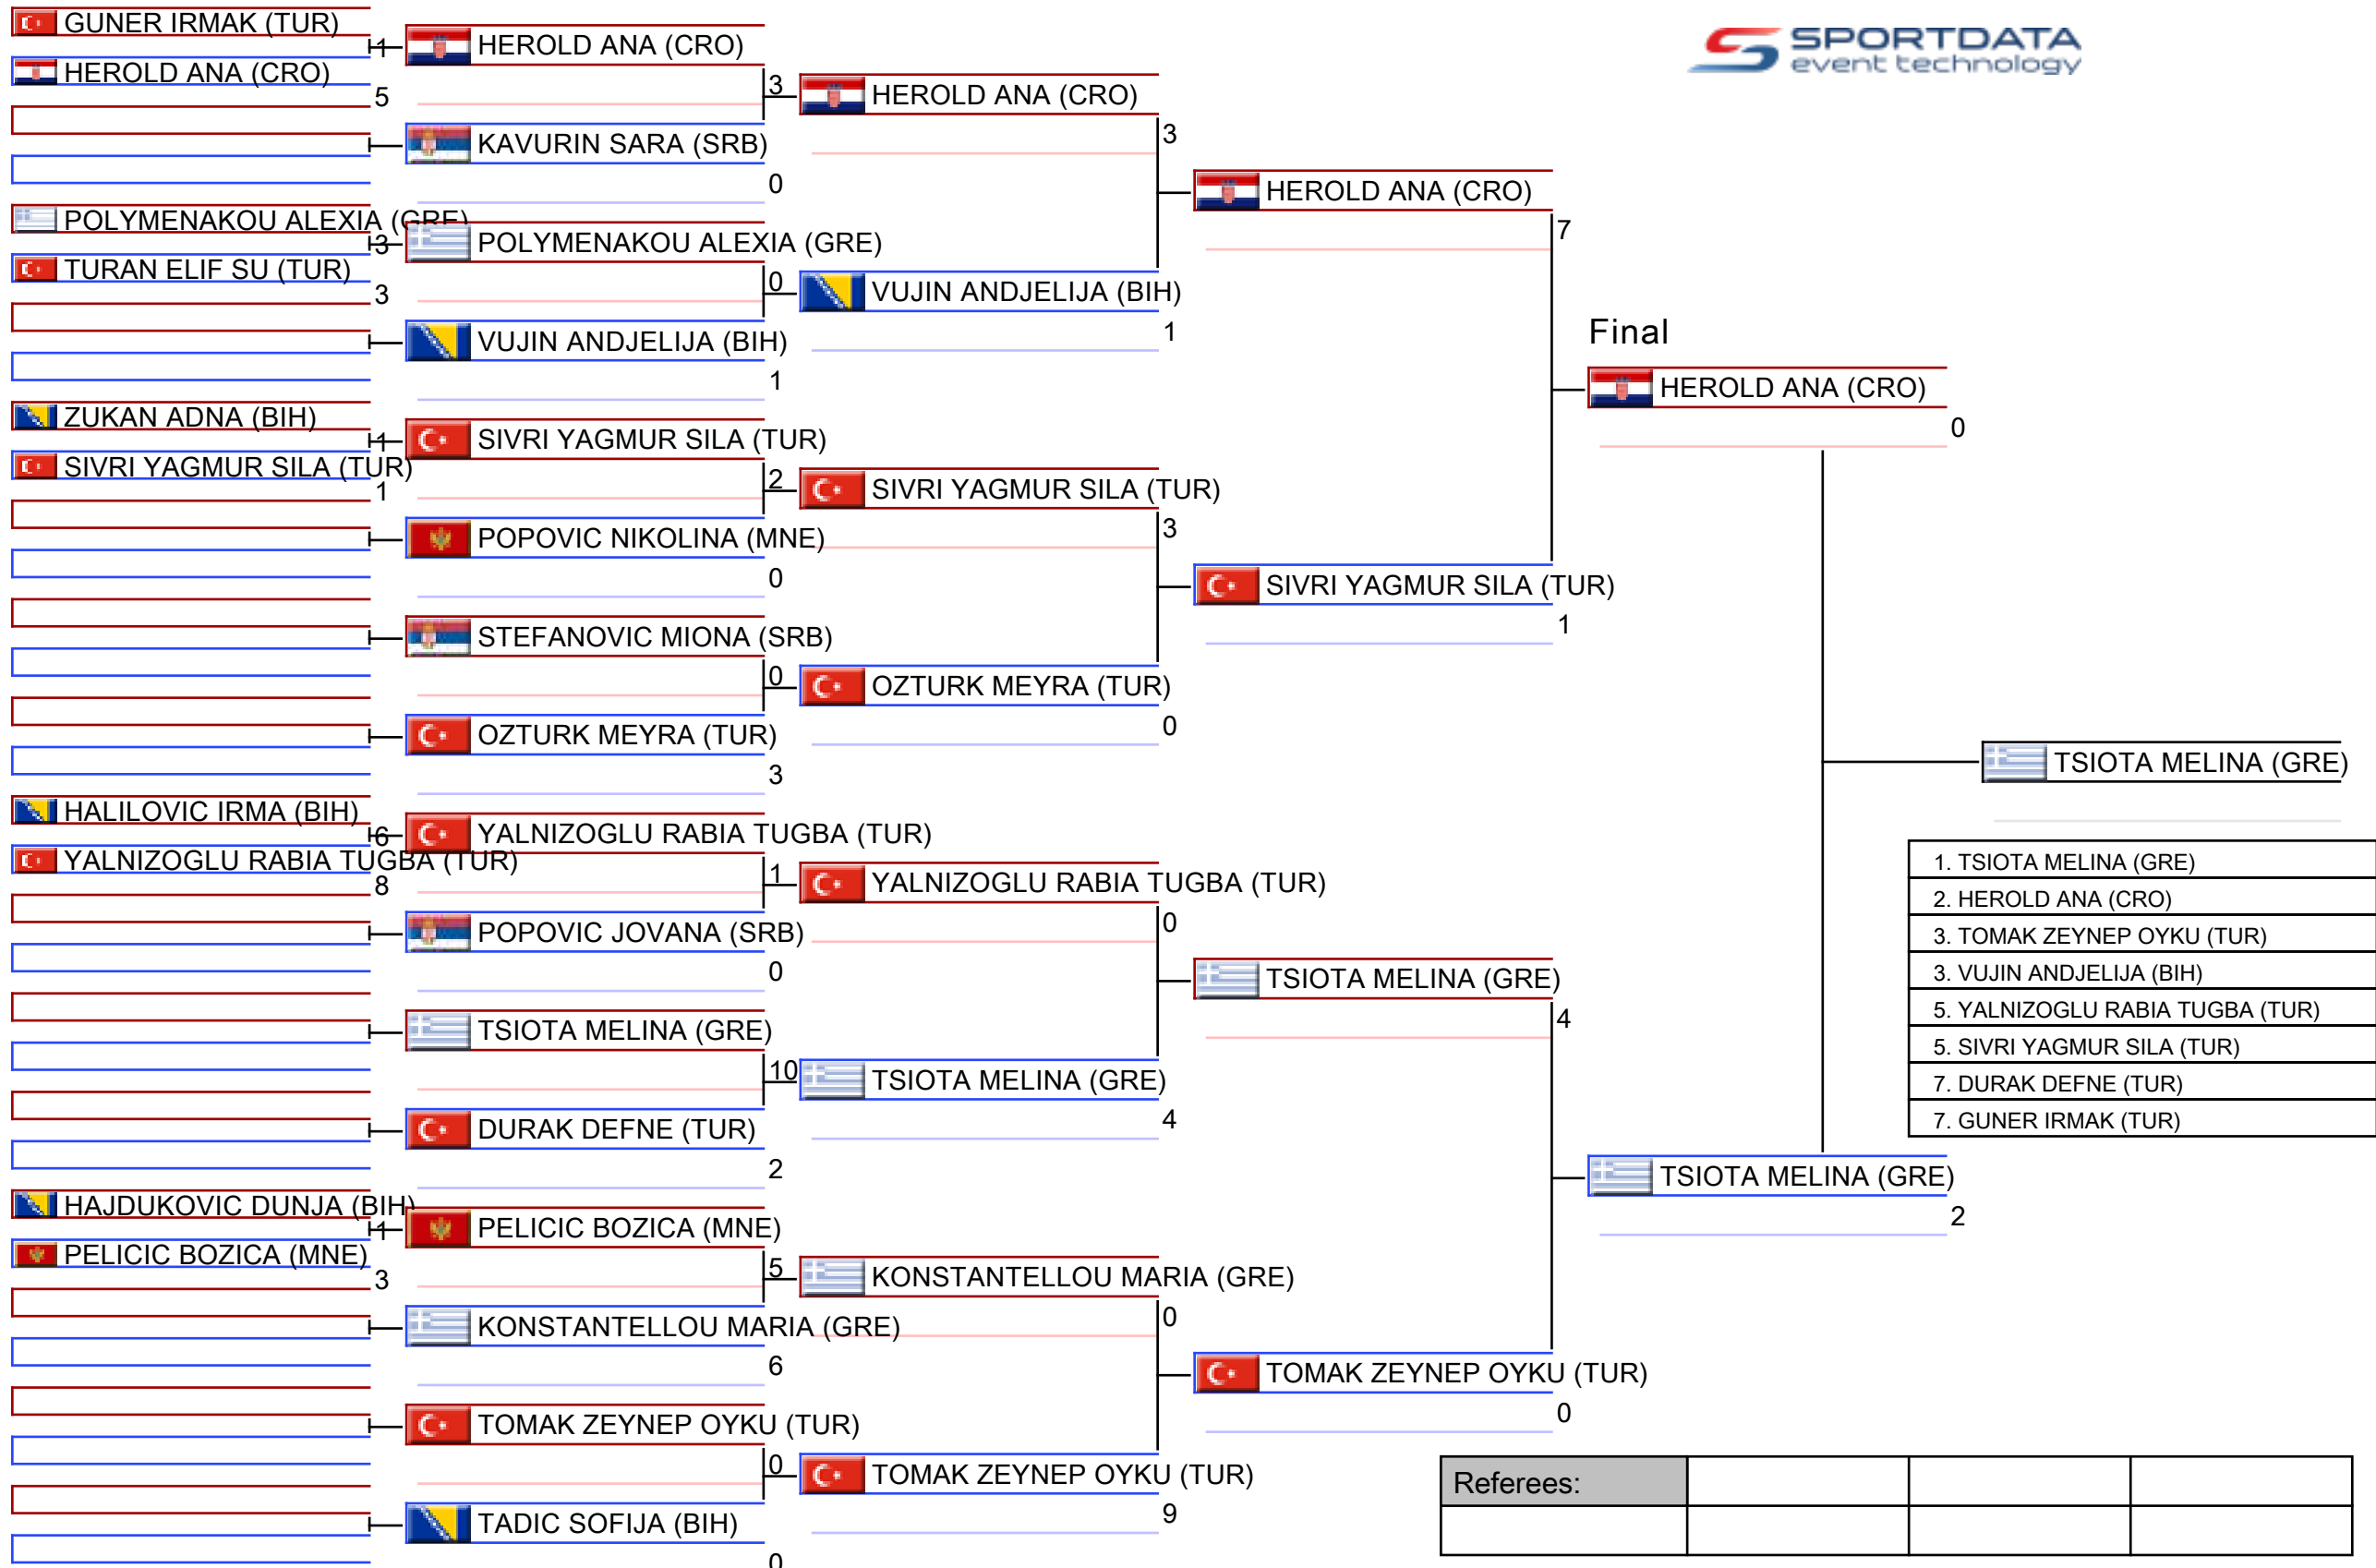 SPORTDATA
event technology
GUNER IRMAK (TUR)
1
HEROLD ANA (CRO)
5
POLYMENAKOU ALEXIA (GRE)
3
TURAN ELIF SU (TUR)
3
ZUKAN ADNA (BIH)
1
SIVRI YAGMUR SILA (TUR)
1
HALILOVIC IRMA (BIH)
6
YALNIZOGLU RABIA TUGBA (TUR)
8
HAJDUKOVIC DUNJA (BIH)
1
PELICIC BOZICA (MNE)
3
HEROLD ANA (CRO)
3
KAVURIN SARA (SRB)
0
POLYMENAKOU ALEXIA (GRE)
0
VUJIN ANDJELIJA (BIH)
1
SIVRI YAGMUR SILA (TUR)
2
POPOVIC NIKOLINA (MNE)
0
STEFANOVIC MIONA (SRB)
0
OZTURK MEYRA (TUR)
3
YALNIZOGLU RABIA TUGBA (TUR)
1
POPOVIC JOVANA (SRB)
0
TSIOTA MELINA (GRE)
10
DURAK DEFNE (TUR)
2
PELICIC BOZICA (MNE)
5
KONSTANTELLOU MARIA (GRE)
6
TOMAK ZEYNEP OYKU (TUR)
0
TADIC SOFIJA (BIH)
0
HEROLD ANA (CRO)
3
VUJIN ANDJELIJA (BIH)
1
SIVRI YAGMUR SILA (TUR)
3
OZTURK MEYRA (TUR)
0
YALNIZOGLU RABIA TUGBA (TUR)
0
TSIOTA MELINA (GRE)
4
KONSTANTELLOU MARIA (GRE)
0
TOMAK ZEYNEP OYKU (TUR)
9
HEROLD ANA (CRO)
7
SIVRI YAGMUR SILA (TUR)
1
TSIOTA MELINA (GRE)
4
TOMAK ZEYNEP OYKU (TUR)
0
Final
HEROLD ANA (CRO)
0
TSIOTA MELINA (GRE)
2
TSIOTA MELINA (GRE)
1. TSIOTA MELINA (GRE)
2. HEROLD ANA (CRO)
3. TOMAK ZEYNEP OYKU (TUR)
3. VUJIN ANDJELIJA (BIH)
5. YALNIZOGLU RABIA TUGBA (TUR)
5. SIVRI YAGMUR SILA (TUR)
7. DURAK DEFNE (TUR)
7. GUNER IRMAK (TUR)
Referees: